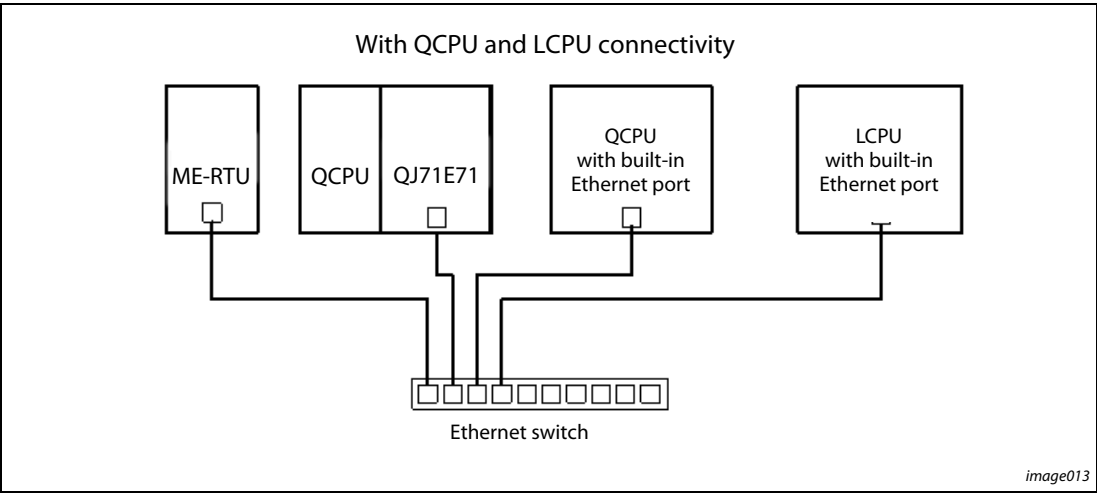 With QCPU and LCPU connectivity
ME-RTU
QCPU
QJ71E71
QCPU
with built-in
Ethernet port
LCPU
with built-in
Ethernet port
Ethernet switch
image013